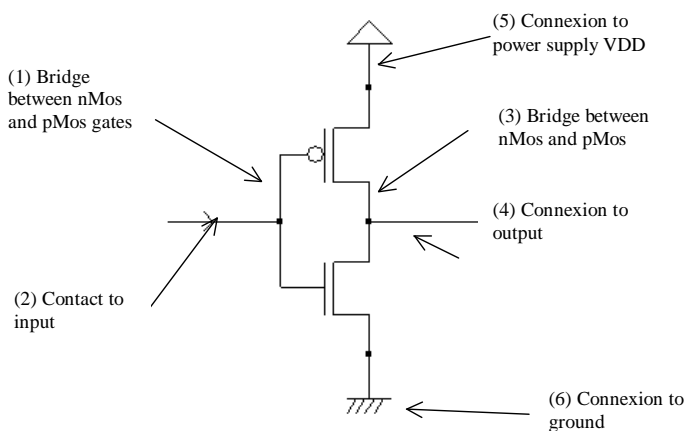 (5) Connexion to
power supply VDD
(1) Bridge
between nMos
and pMos gates
(3) Bridge between
nMos and pMos
(4) Connexion to
output
(2) Contact to
input
(6) Connexion to
ground